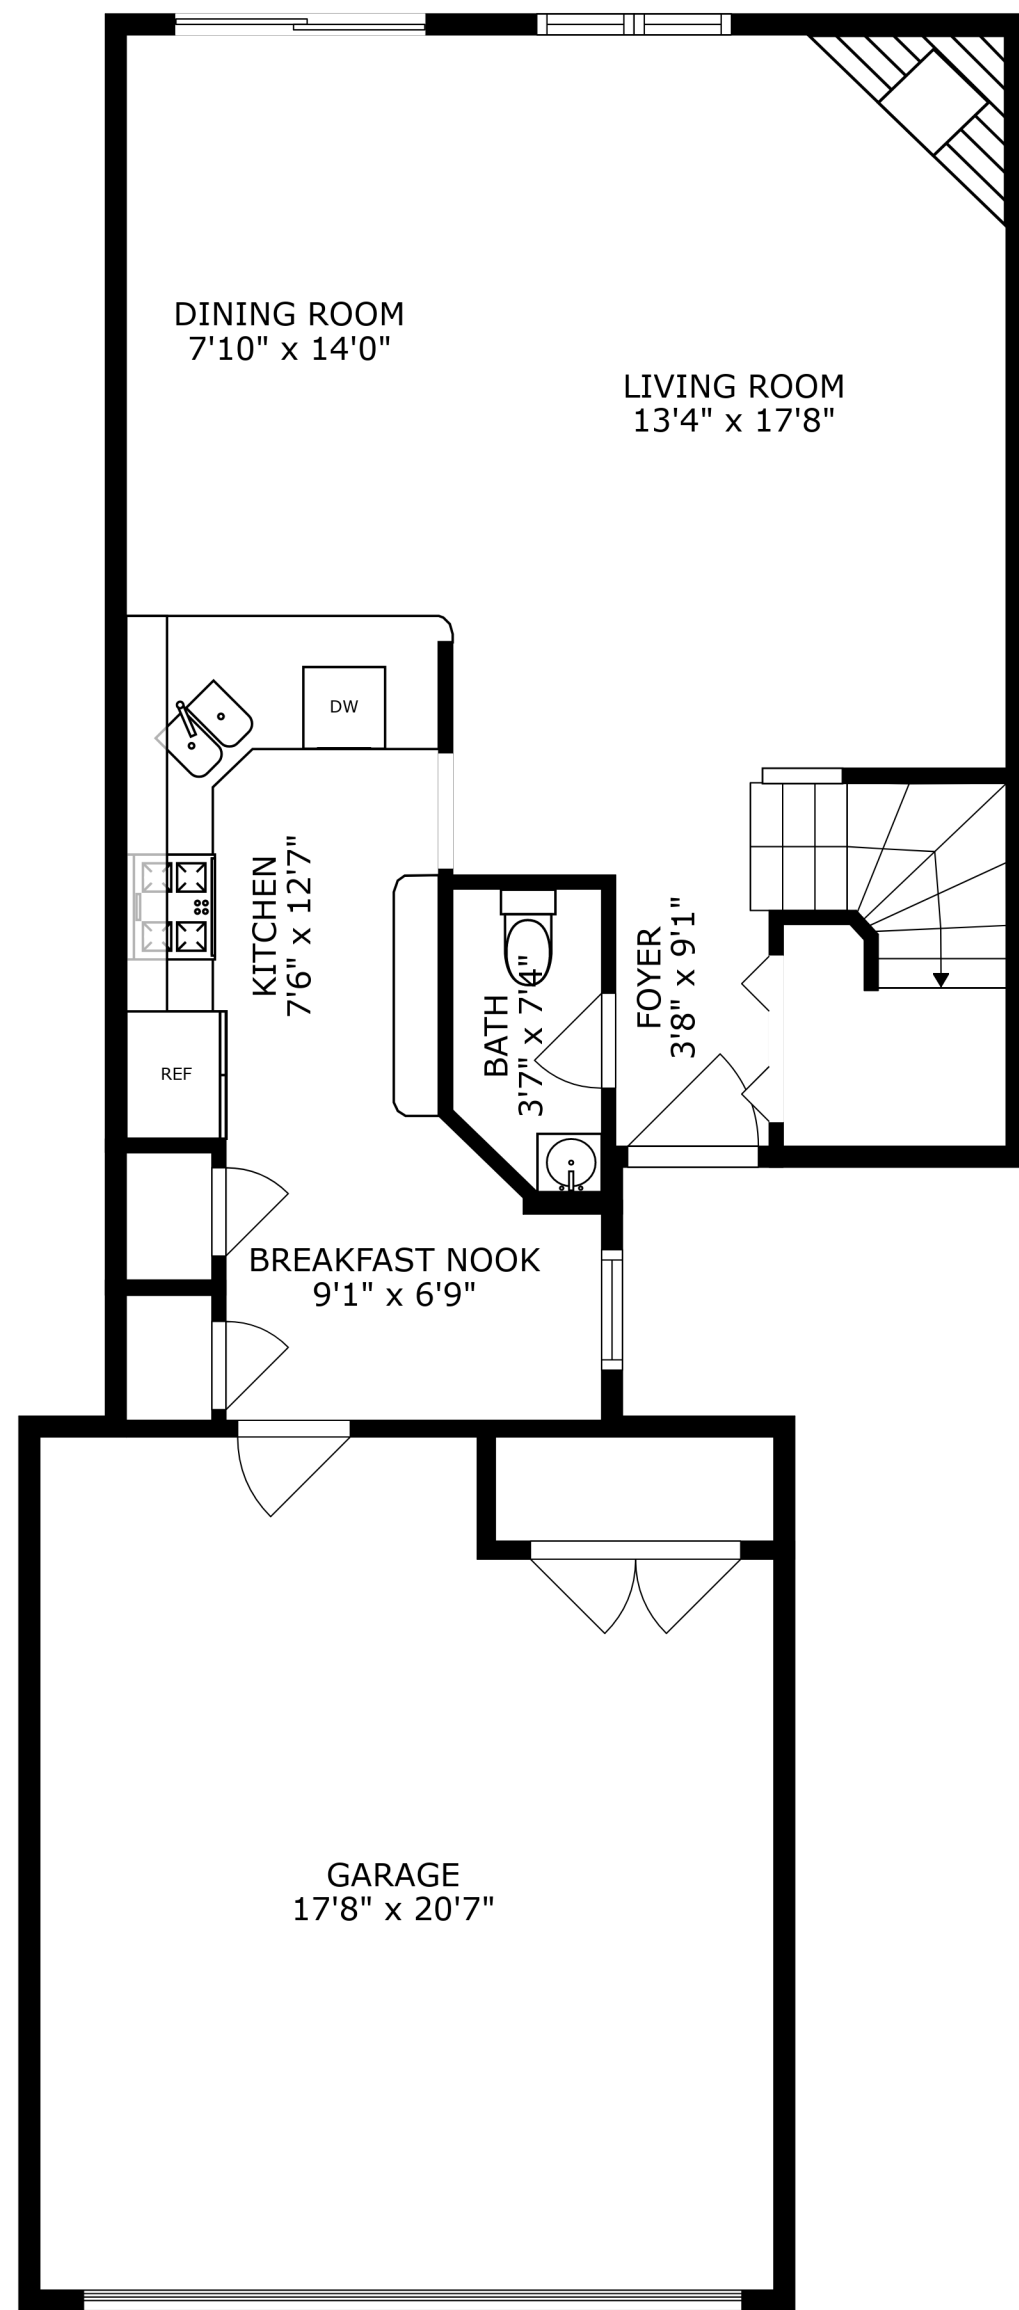 DINING ROOM
7'10" x 14'0"
LIVING ROOM
13'4" x 17'8"
DW
KITCHEN
7'6" x 12'7"
BATH
3'7" x 7'4"
FOYER
3'8" x 9'1"
REF
BREAKFAST NOOK
9'1" x 6'9"
GARAGE
17'8" x 20'7"